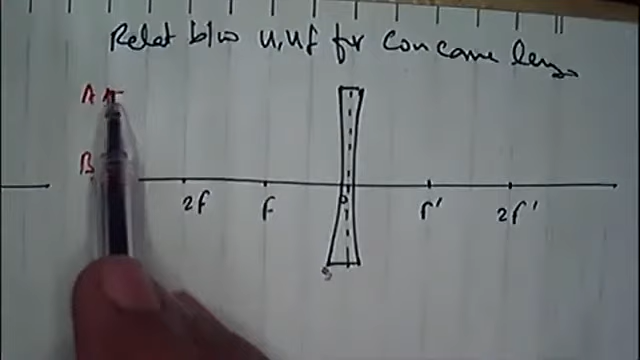 Relat b/w u,v,f for Concave lens
A
B
2F F O F' 2F'